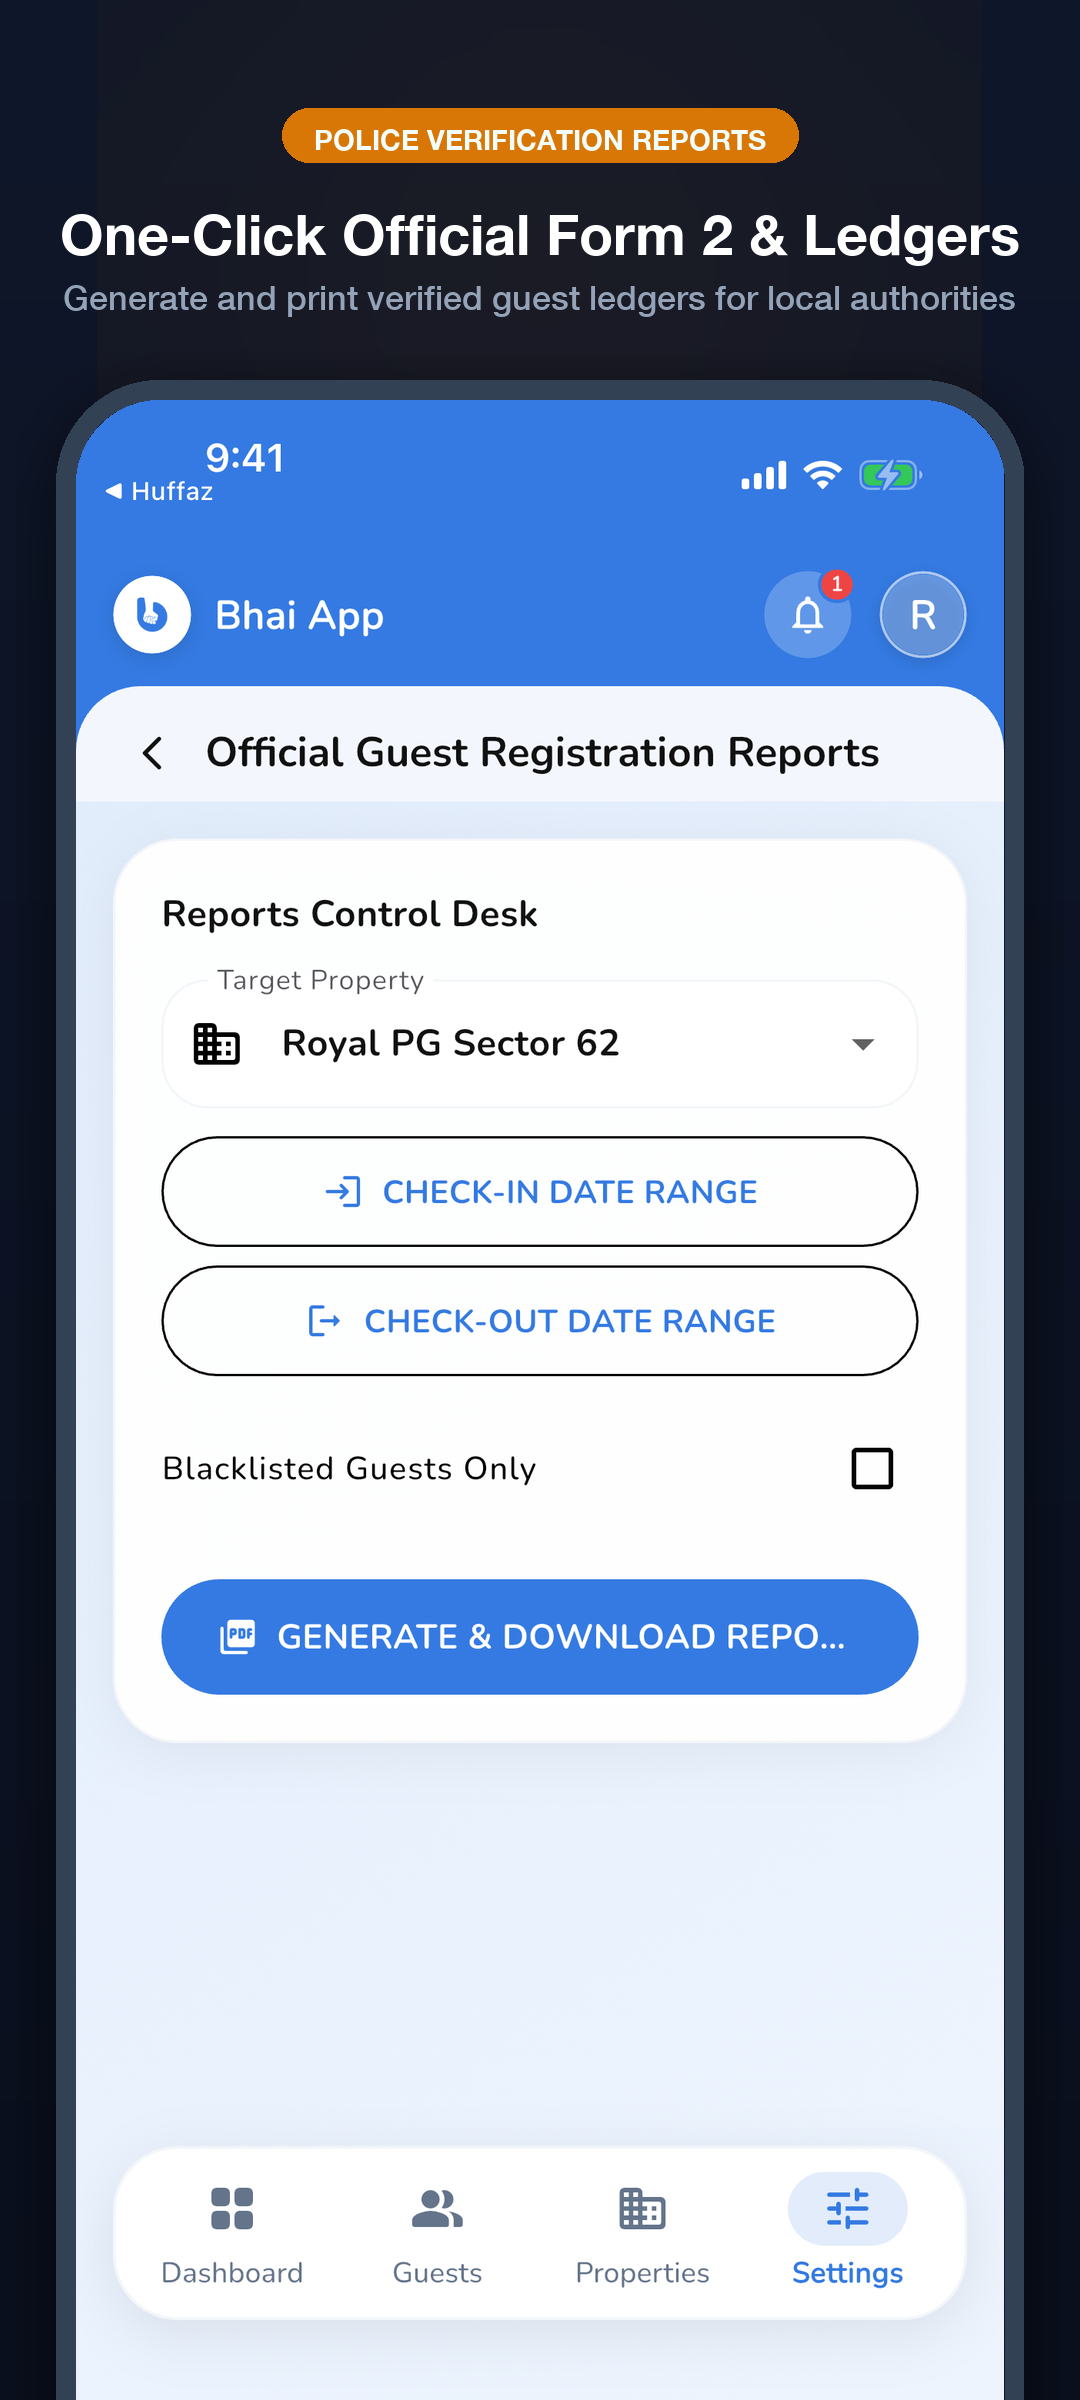 POLICE VERIFICATION REPORTS
One-Click Official Form 2 & Ledgers
Generate and print verified guest ledgers for local authorities
9:41
Huffaz
Bhai App
1
R
Official Guest Registration Reports
Reports Control Desk
Target Property
Royal PG Sector 62
CHECK-IN DATE RANGE
CHECK-OUT DATE RANGE
Blacklisted Guests Only
PDF GENERATE & DOWNLOAD REPO...
Dashboard Guests Properties Settings